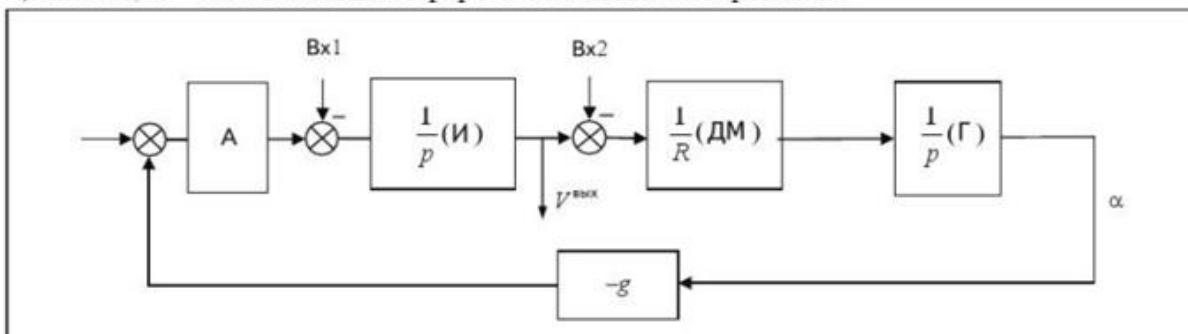 Вх1
Вх2
A
−
1/p (И)
−
1/R (ДМ)
1/p (Г)
V^вых
α
−g